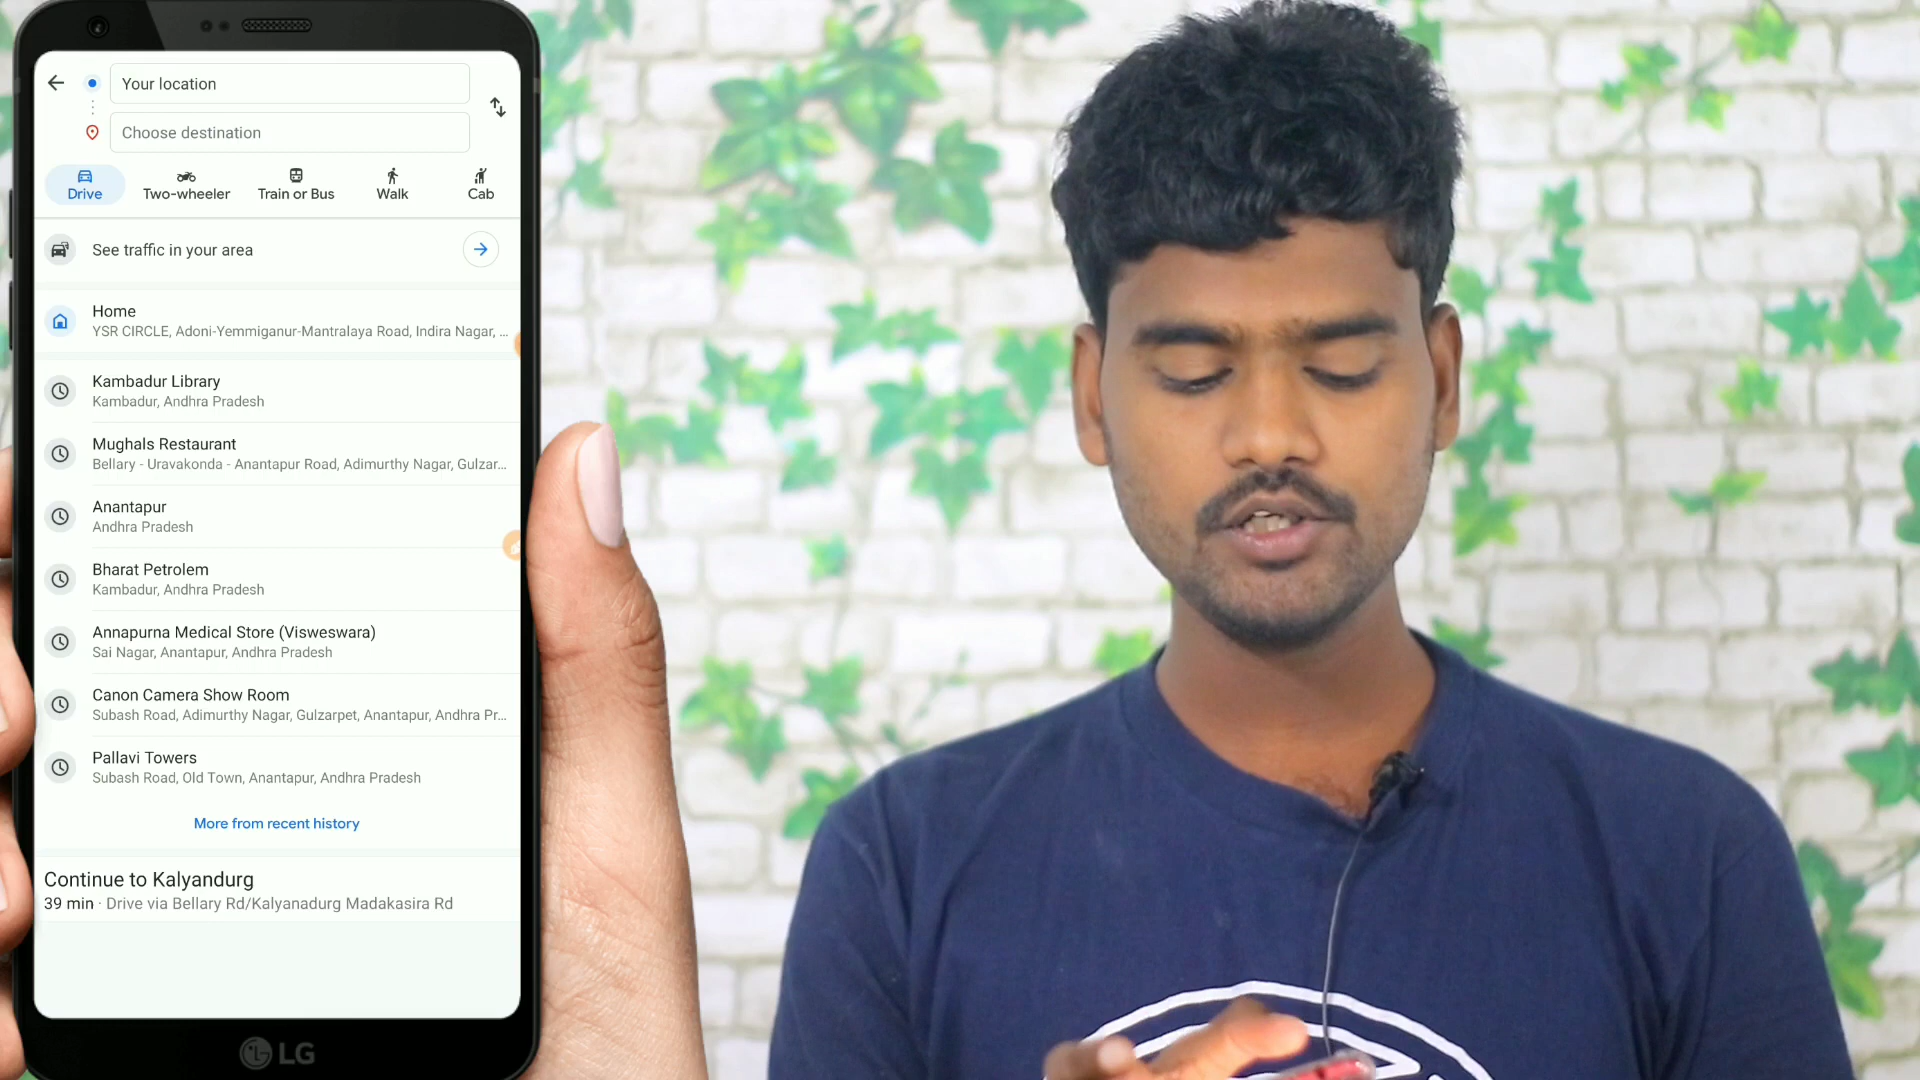 Your location
Choose destination
Drive
Two-wheeler
Train or Bus
Walk
Cab
See traffic in your area
Home
YSR CIRCLE, Adoni-Yemmiganur-Mantralaya Road, Indira Nagar, ...
Kambadur Library
Kambadur, Andhra Pradesh
Mughals Restaurant
Bellary - Uravakonda - Anantapur Road, Adimurthy Nagar, Gulzar...
Anantapur
Andhra Pradesh
Bharat Petrolem
Kambadur, Andhra Pradesh
Annapurna Medical Store (Visweswara)
Sai Nagar, Anantapur, Andhra Pradesh
Canon Camera Show Room
Subash Road, Adimurthy Nagar, Gulzarpet, Anantapur, Andhra Pr...
Pallavi Towers
Subash Road, Old Town, Anantapur, Andhra Pradesh
More from recent history
Continue to Kalyandurg
39 min · Drive via Bellary Rd/Kalyanadurg Madakasira Rd
LG